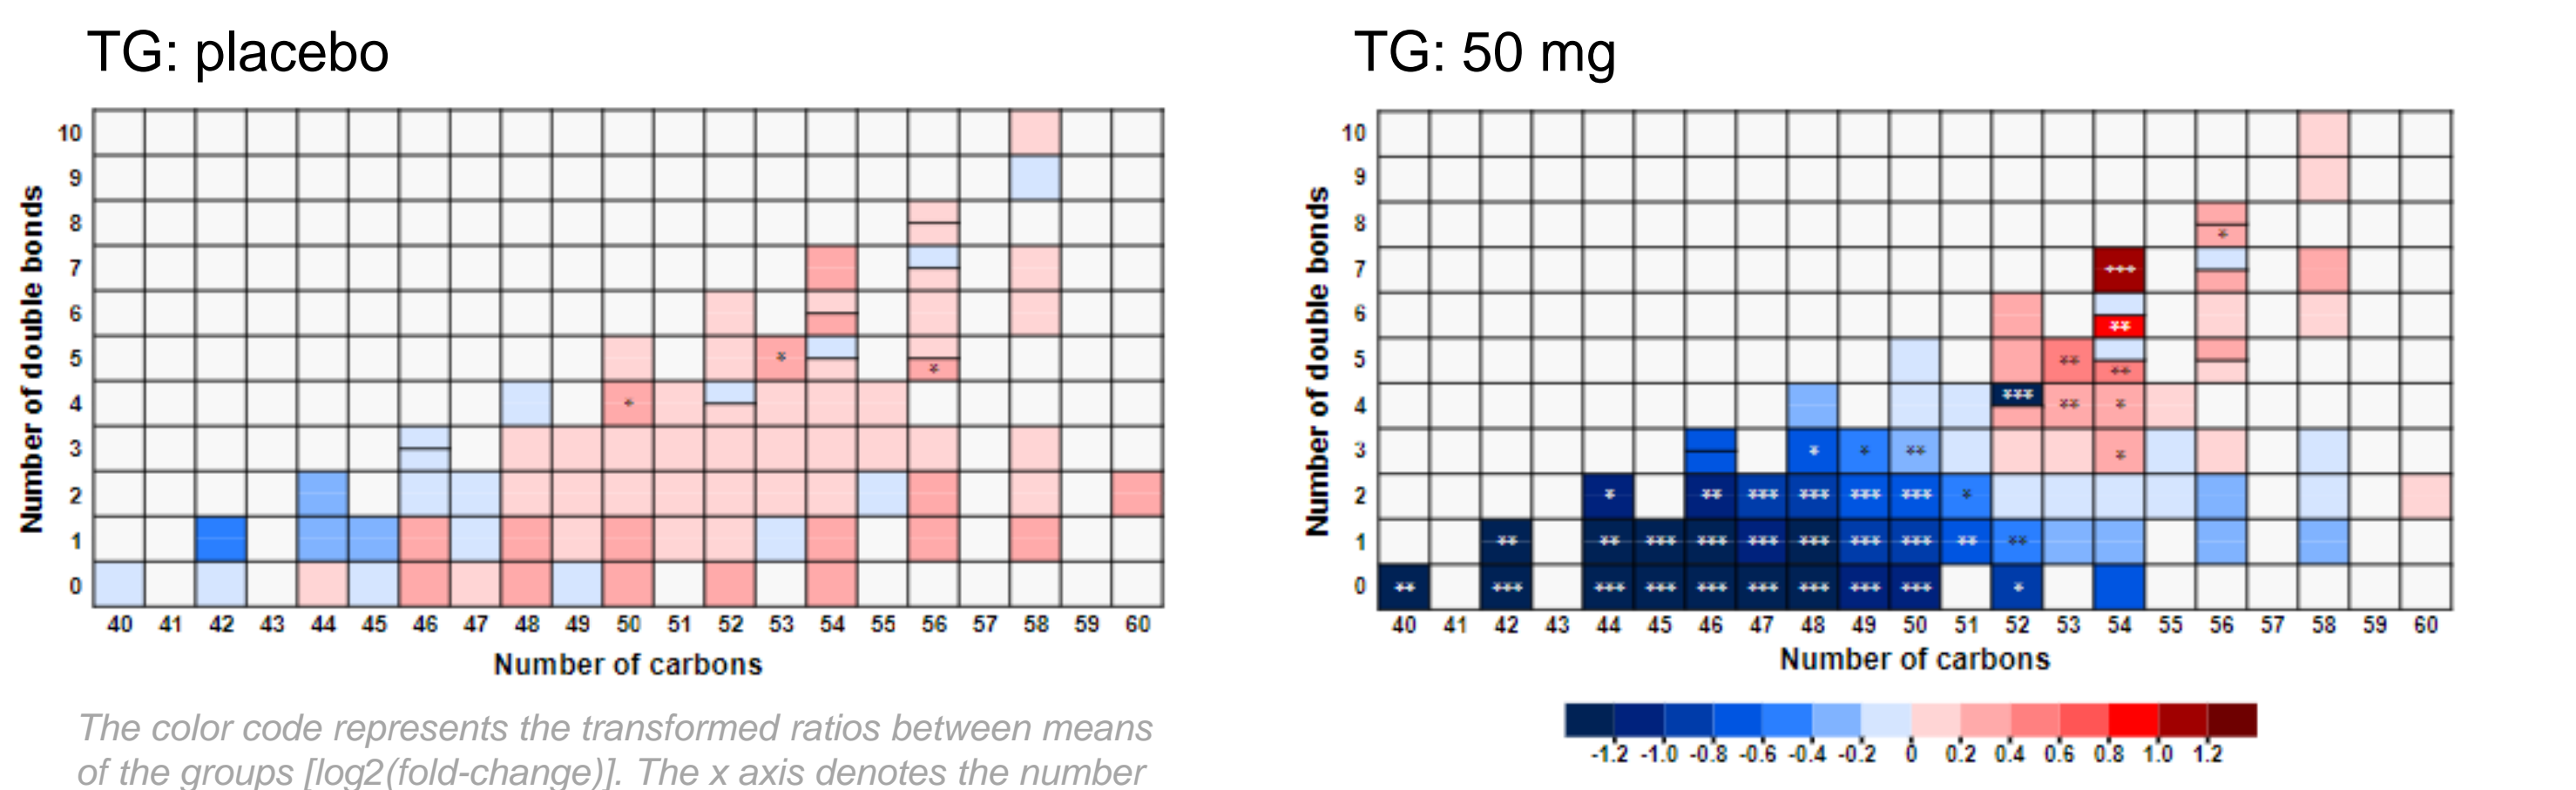 TG: placebo
TG: 50 mg
Number of double bonds
10
9
8
7
6
5
4
3
2
1
0
40 41 42 43 44 45 46 47 48 49 50 51 52 53 54 55 56 57 58 59 60
Number of carbons
Number of double bonds
10
9
8
***
7
*
6
**
5
** **
4
*** ** *
3
* * ** *
2
* ** *** *** *** *** *
1
** ** *** *** *** *** *** *** ** **
0
** *** *** *** *** *** *** *** *** *
40 41 42 43 44 45 46 47 48 49 50 51 52 53 54 55 56 57 58 59 60
Number of carbons
-1.2 -1.0 -0.8 -0.6 -0.4 -0.2 0 0.2 0.4 0.6 0.8 1.0 1.2
The color code represents the transformed ratios between means
of the groups [log2(fold-change)]. The x axis denotes the number